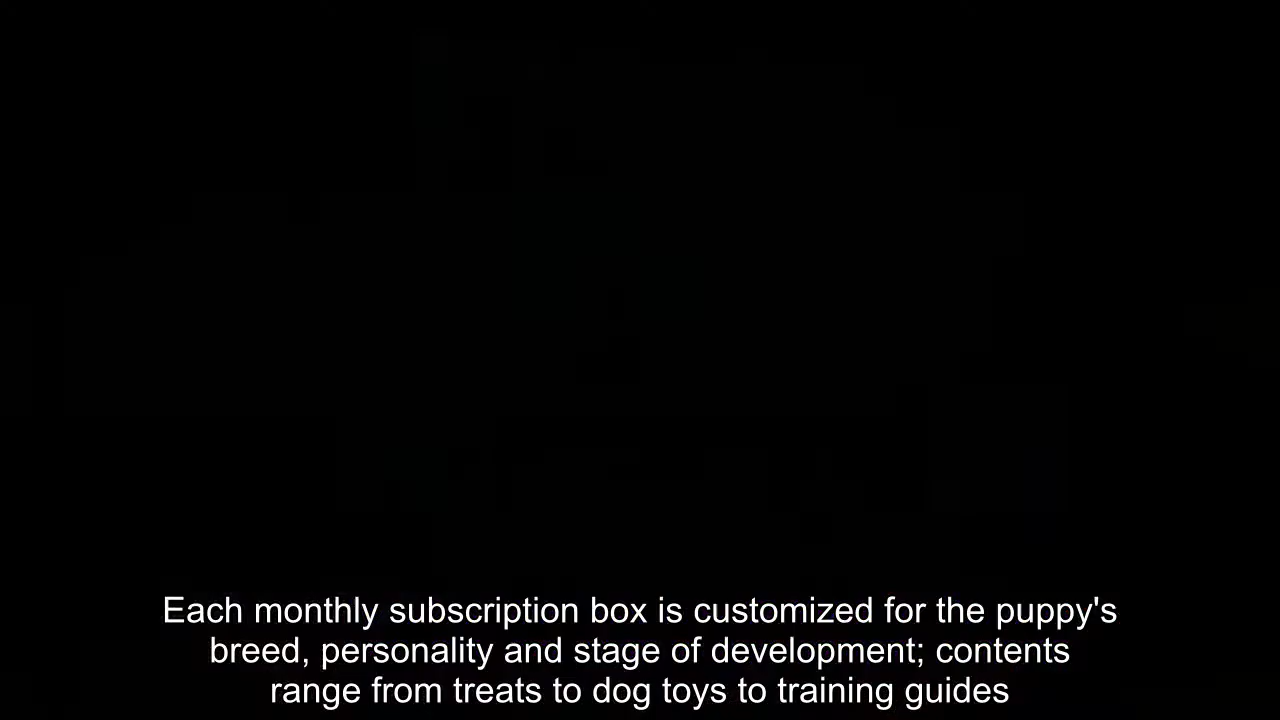 Each monthly subscription box is customized for the puppy's
breed, personality and stage of development; contents
range from treats to dog toys to training guides